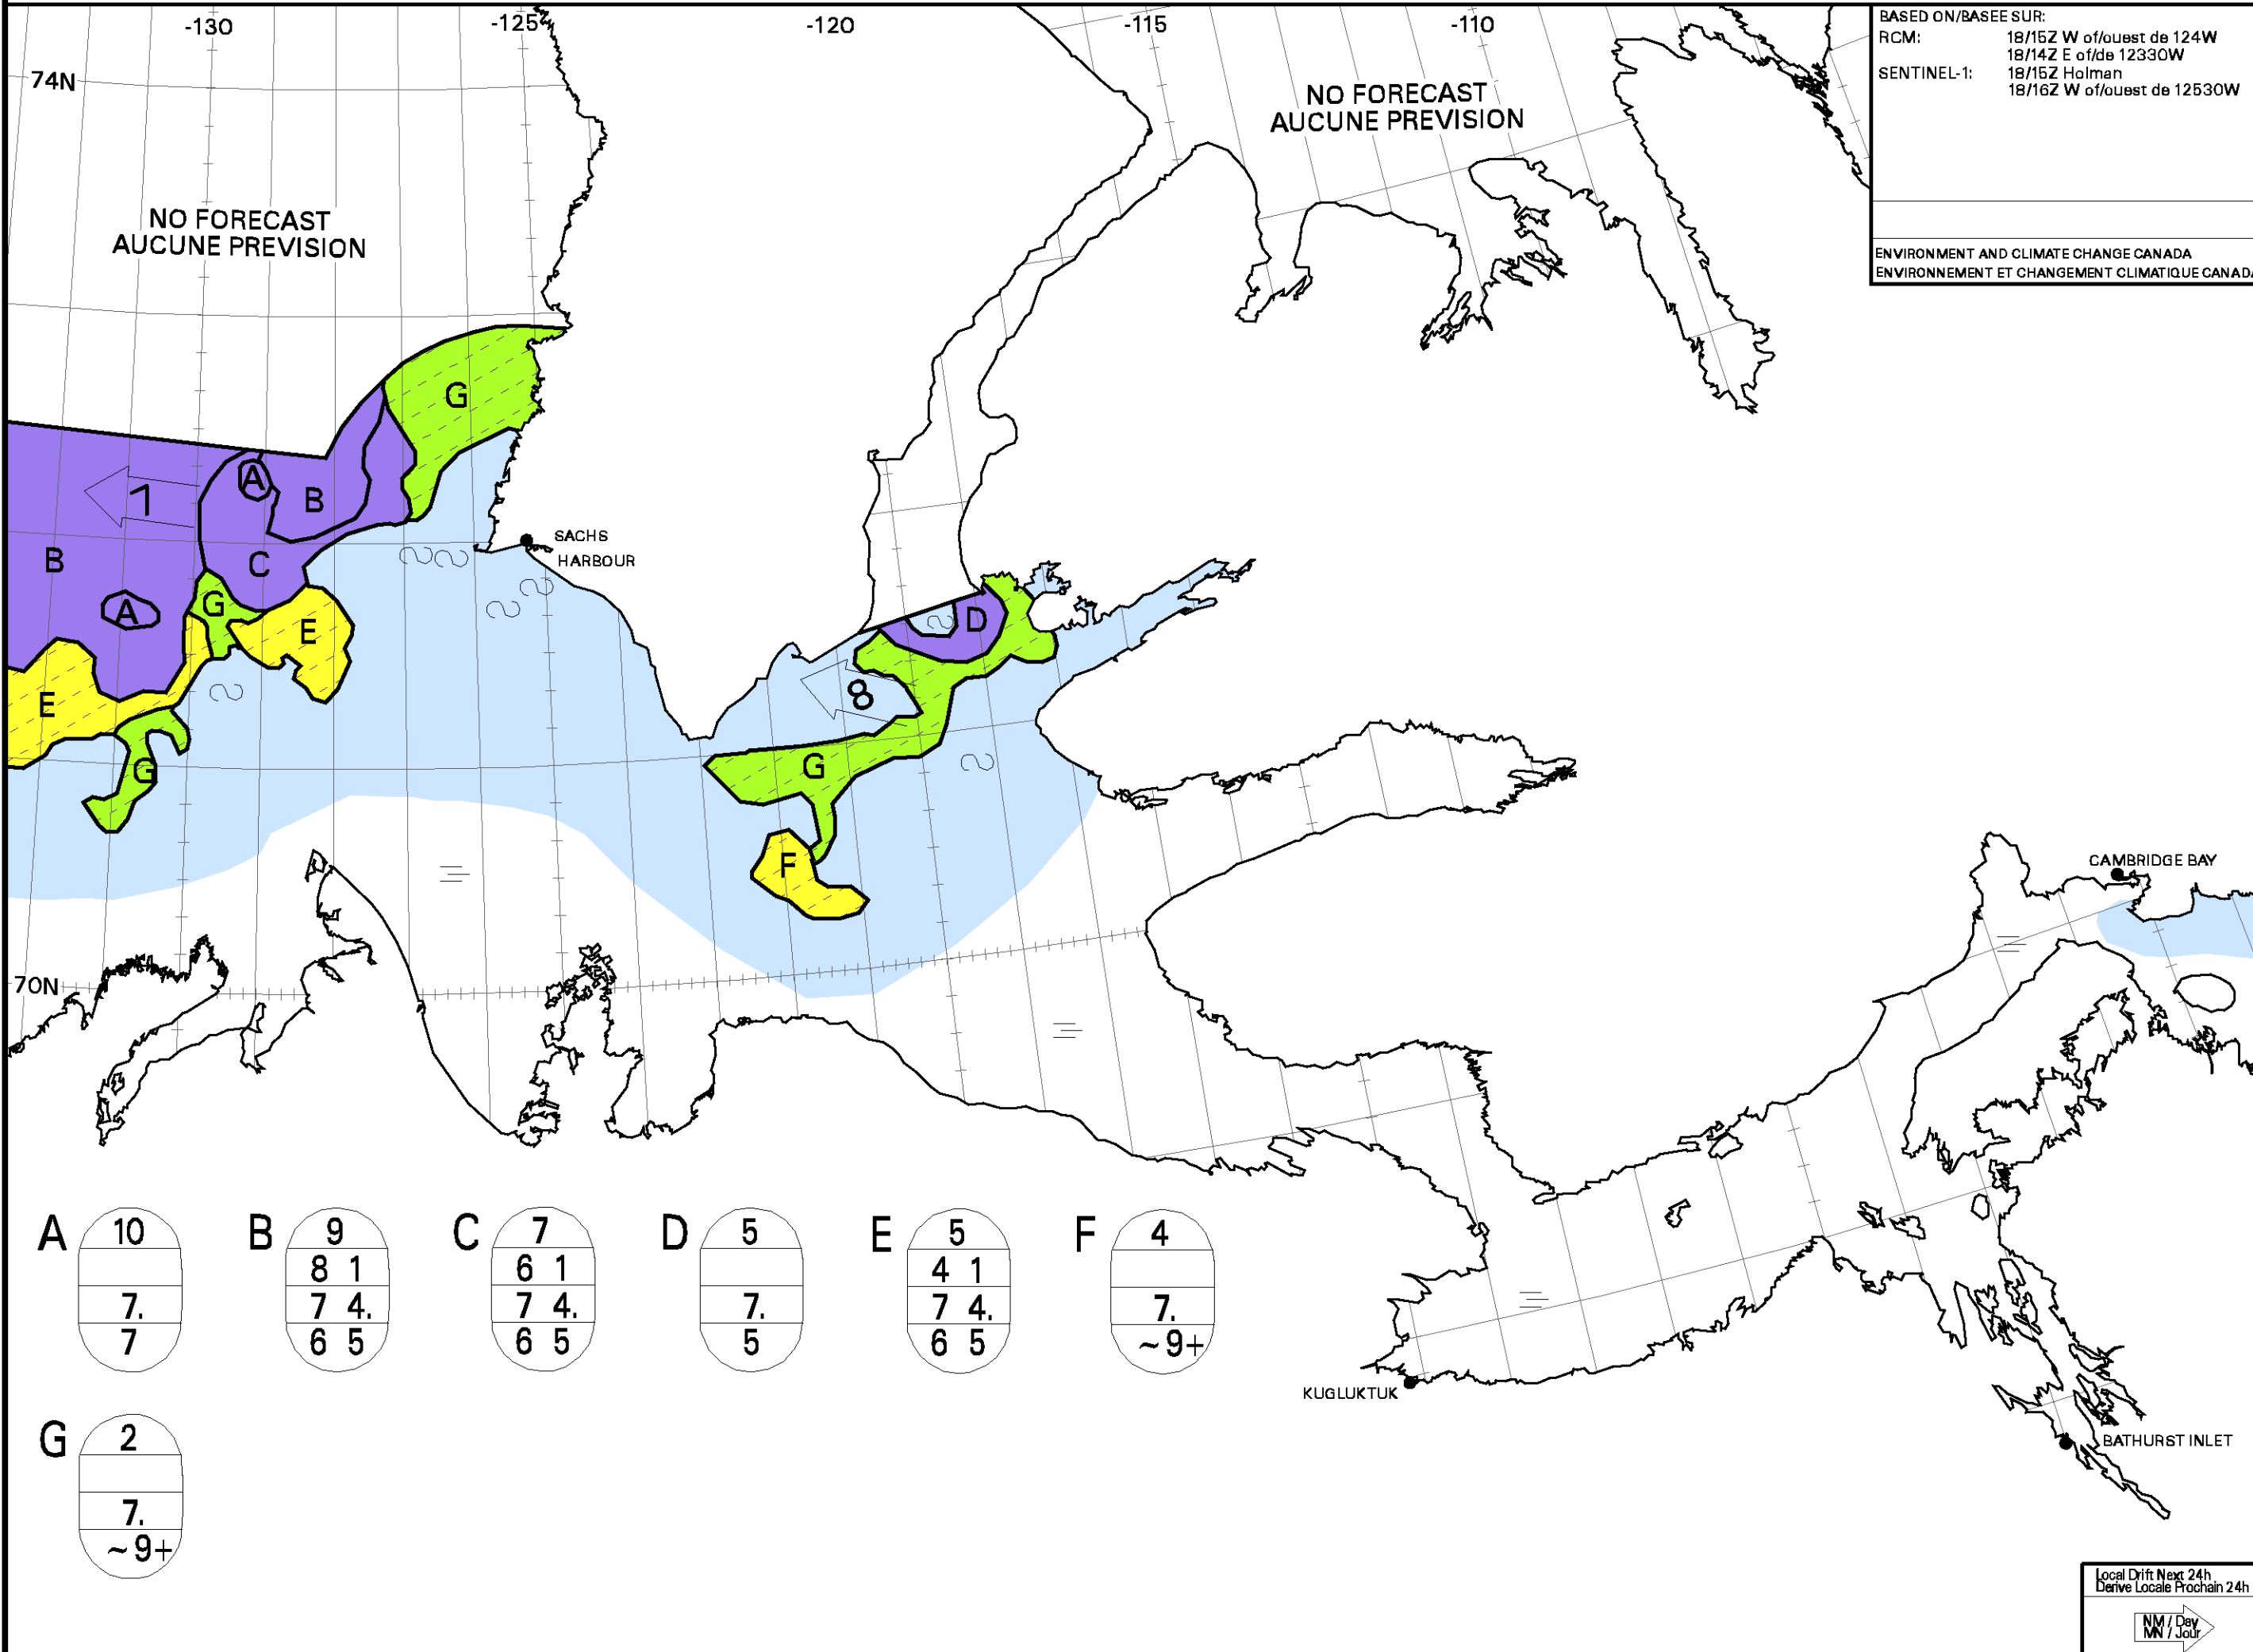 -130
-125
-120
-115
-110
74N
70N
BASED ON/BASEE SUR:
RCM: 18/15Z W of/ouest de 124W
18/14Z E of/de 12330W
SENTINEL-1: 18/15Z Holman
18/16Z W of/ouest de 12530W
ENVIRONMENT AND CLIMATE CHANGE CANADA
ENVIRONNEMENT ET CHANGEMENT CLIMATIQUE CANADA
NO FORECAST
AUCUNE PREVISION
NO FORECAST
AUCUNE PREVISION
G
A
B
1
B
C
A
G
E
E
G
SACHS
HARBOUR
D
8
G
F
CAMBRIDGE BAY
KUGLUKTUK
BATHURST INLET
A 10
7.
7
B 9
8 1
7 4.
6 5
C 7
6 1
7 4.
6 5
D 5
7.
5
E 5
4 1
7 4.
6 5
F 4
7.
~9+
G 2
7.
~9+
Local Drift Next 24h
Derive Locale Prochain 24h
NM / Day
MN / Jour